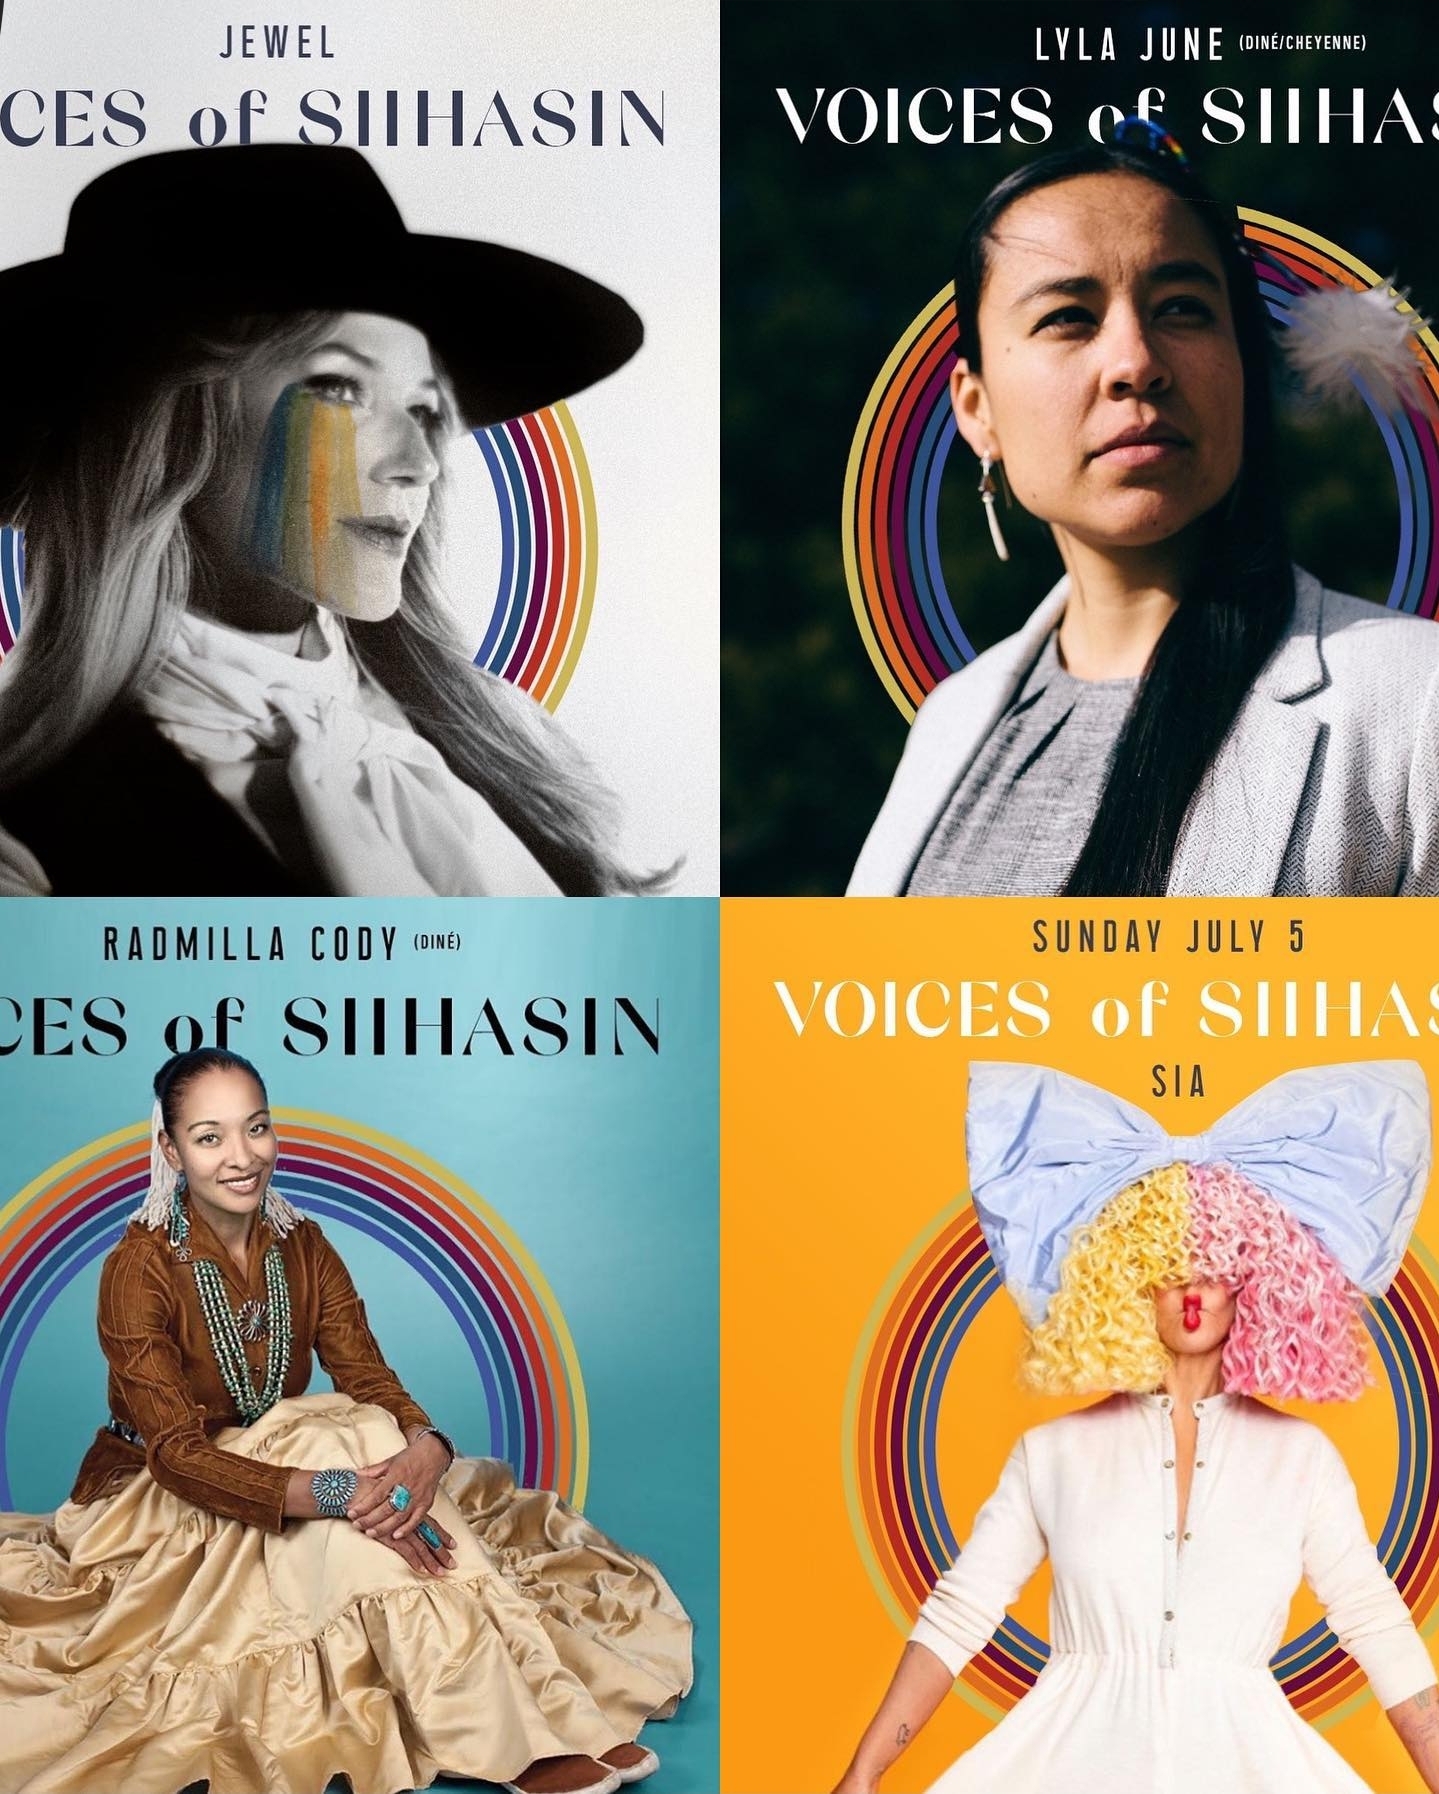 JEWEL
CES of SIIHASIN
LYLA JUNE (DINÉ/CHEYENNE)
VOICES of SIIHAS
RADMILLA CODY (DINÉ)
CES of SIIHASIN
SUNDAY JULY 5
VOICES of SIIHAS
SIA